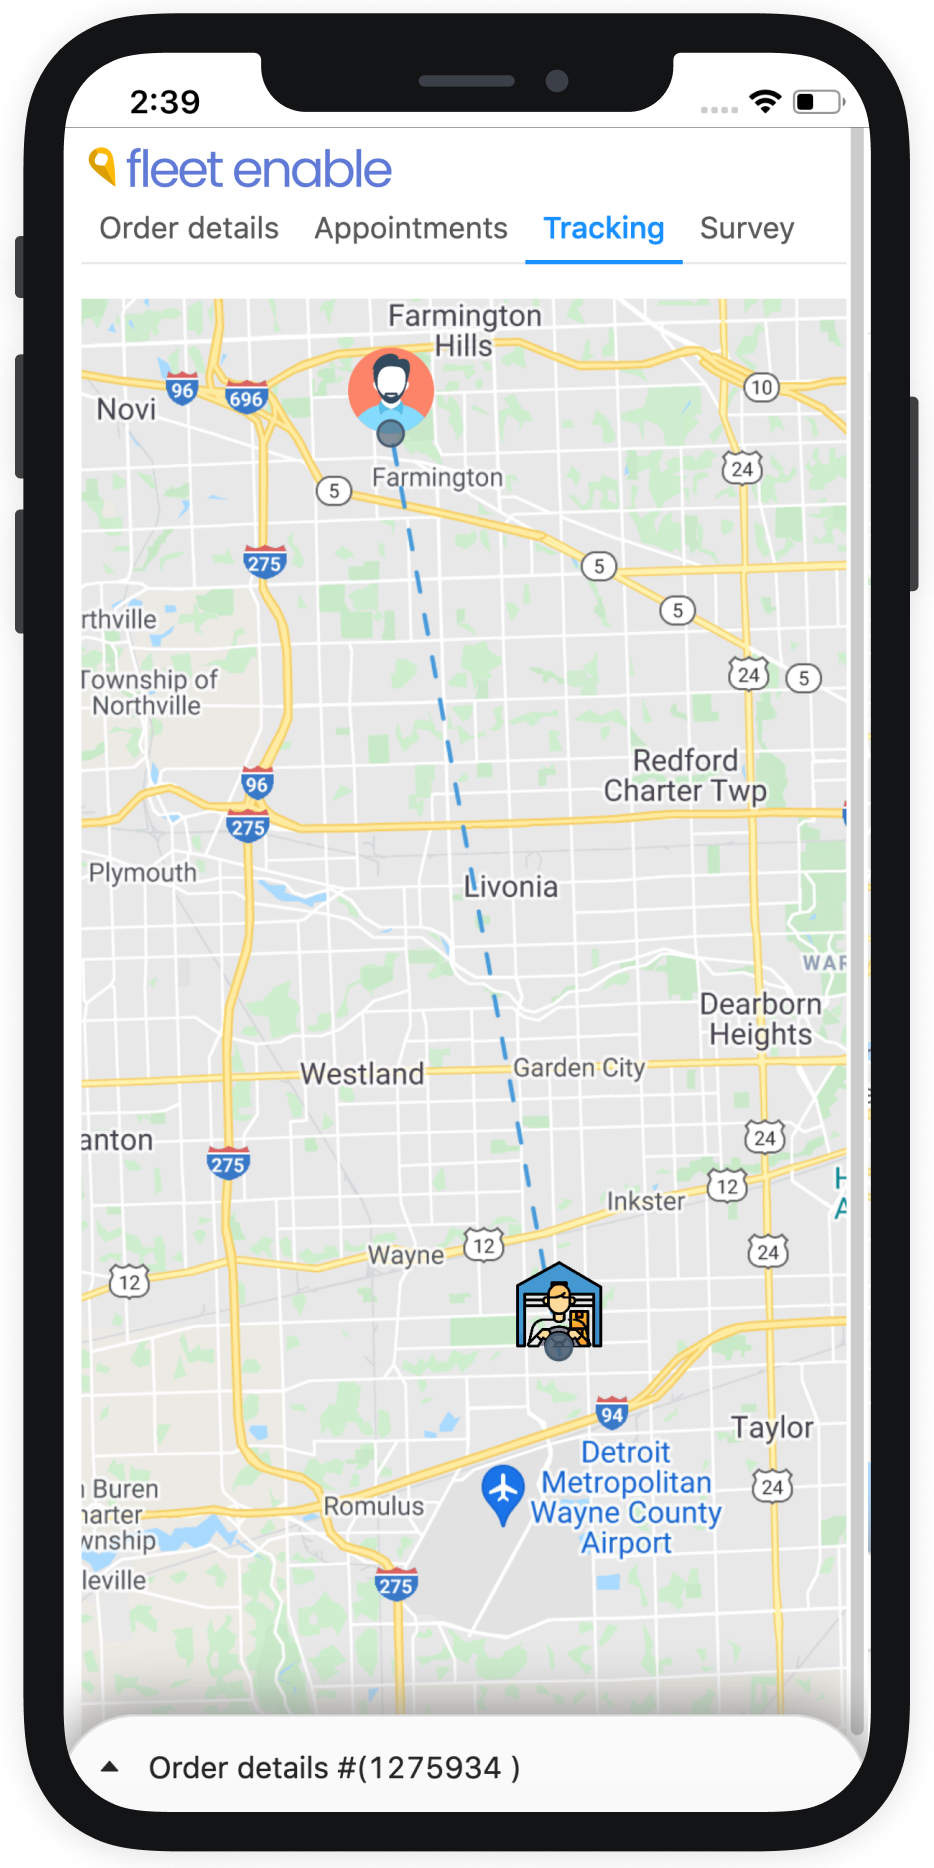 2:39
fleet enable
Order details Appointments Tracking Survey
Farmington
Hills
96
696
10
Novi
24
Farmington
5
275
5
5
rthville
Township of
Northville
24
5
Redford
Charter Twp
96
275
Plymouth
Livonia
WAR
Dearborn
Heights
Westland
Garden City
anton
24
275
12
H
A
Inkster
Wayne
12
24
12
94
Taylor
Detroit
Metropolitan
Wayne County
Airport
24
Buren
harter
wnship
Romulus
leville
275
Order details #(1275934 )